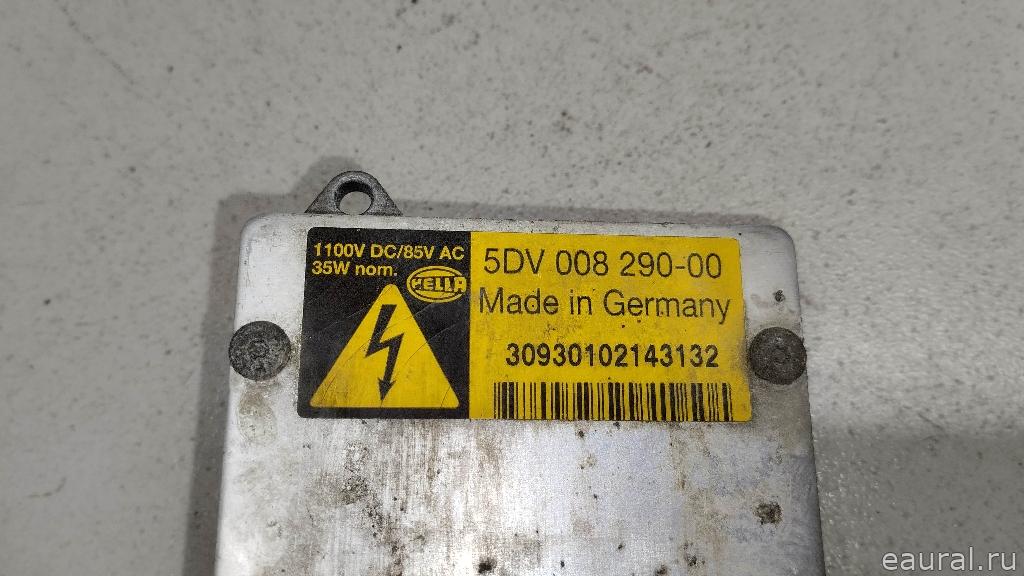 1100V DC/85V AC
35W nom.
HELLA
5DV 008 290-00
Made in Germany
30930102143132
eaural.ru